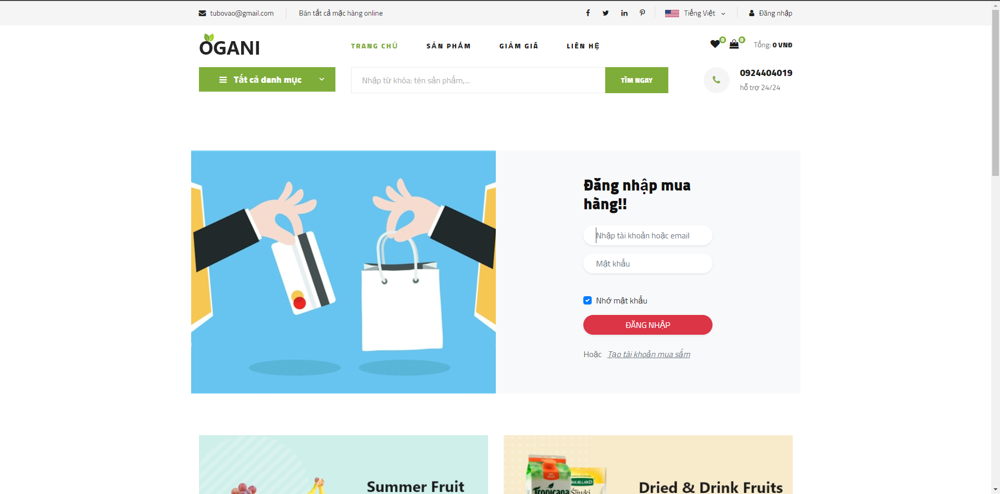 tubovao@gmail.com
Bán tất cả mặc hàng online
Tiếng Việt
Đăng nhập
OGANI
TRANG CHỦ
SẢN PHẨM
GIẢM GIÁ
LIÊN HỆ
0
0
Tổng: 0 VNĐ
Tất cả danh mục
Nhập từ khóa: tên sản phẩm,...
TÌM NGAY
0924404019
hỗ trợ 24/24
Đăng nhập mua
hàng!!
Nhập tài khoản hoặc email
Mật khẩu
Nhớ mật khẩu
ĐĂNG NHẬP
Hoặc Tạo tài khoản mua sắm
Summer Fruit
Tropicana
Śliwki
Dried & Drink Fruits